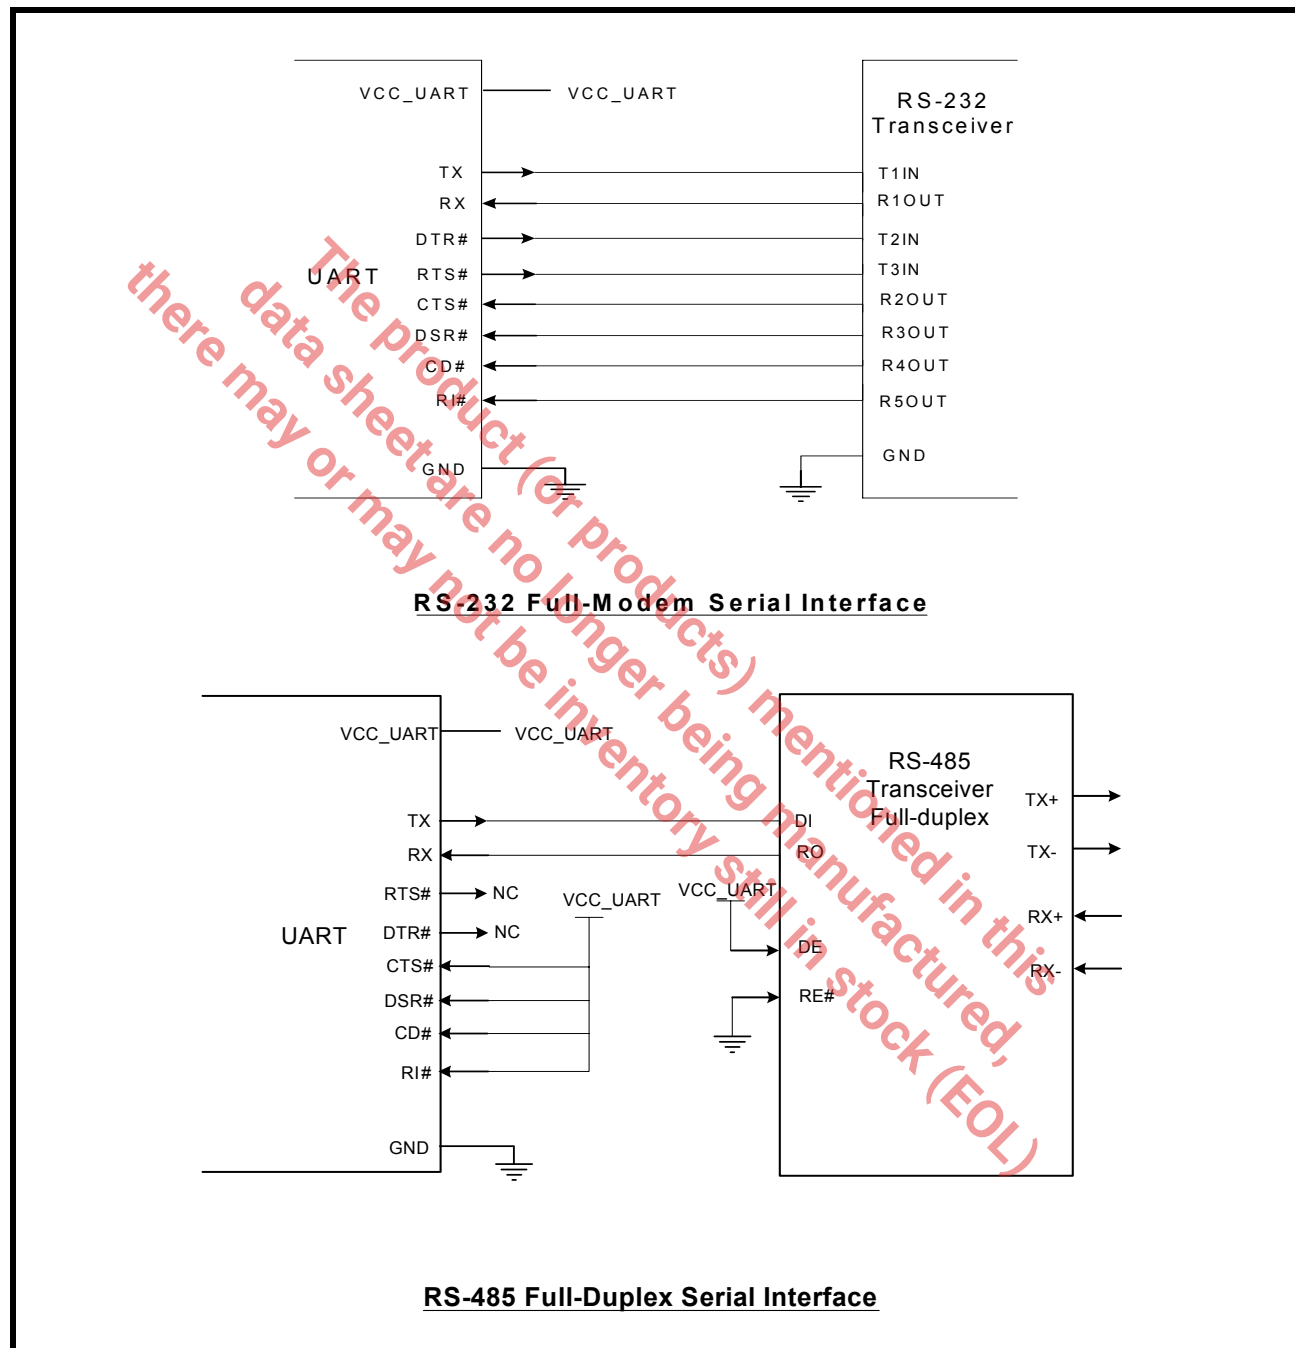 VCC_UART VCC_UART
RS-232
Transceiver
TX T1IN
RX R1OUT
DTR# T2IN
UART RTS# T3IN
CTS# R2OUT
DSR# R3OUT
CD# R4OUT
RI# R5OUT
GND GND
RS-232 Full-Modem Serial Interface
The product (or products) mentioned in this
data sheet are no longer being manufactured,
there may or may not be inventory still in stock (EOL)
VCC_UART VCC_UART
RS-485
Transceiver
Full-duplex
TX+
TX DI
RX RO TX-
RTS# NC VCC_UART VCC_UART
RX+
UART DTR# NC
DE
CTS# RX-
DSR# RE#
CD#
RI#
GND
RS-485 Full-Duplex Serial Interface